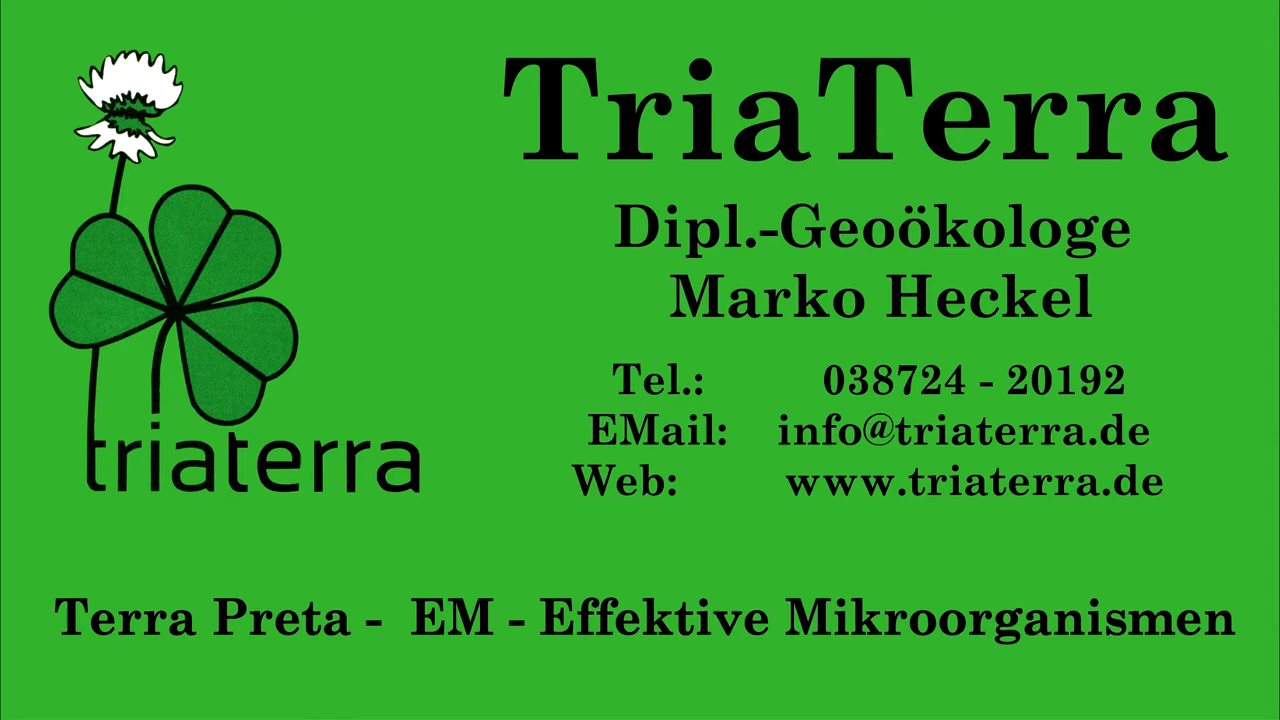 TriaTerra
Dipl.-Geoökologe
Marko Heckel
Tel.: 038724 - 20192
EMail: info@triaterra.de
Web: www.triaterra.de
triaterra
Terra Preta - EM - Effektive Mikroorganismen